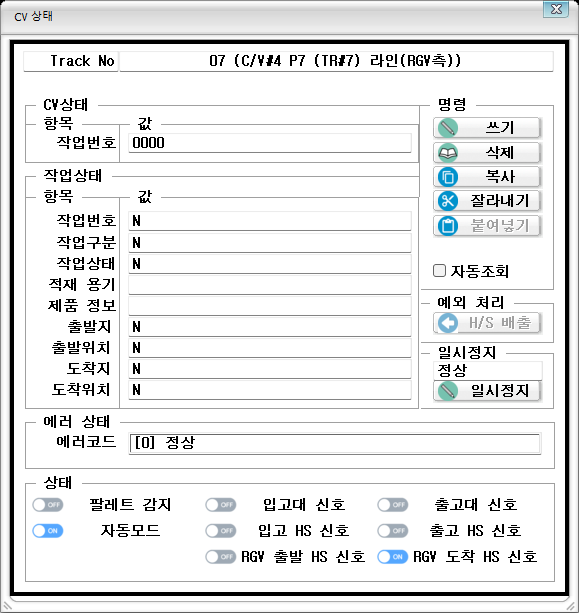 CV 상태
Track No 07 (C/V#4 P7 (TR#7) 라인(RGV측))
CV상태
항목 값
작업번호 0000
작업상태
항목 값
작업번호 N
작업구분 N
작업상태 N
적재 용기
제품 정보
출발지 N
출발위치 N
도착지 N
도착위치 N
명령
쓰기
삭제
복사
잘라내기
붙여넣기
자동조회
예외 처리
H/S 배출
일시정지
정상
일시정지
에러 상태
에러코드 [0] 정상
상태
OFF 팔레트 감지 OFF 입고대 신호 OFF 출고대 신호
ON 자동모드 OFF 입고 HS 신호 OFF 출고 HS 신호
OFF RGV 출발 HS 신호 ON RGV 도착 HS 신호